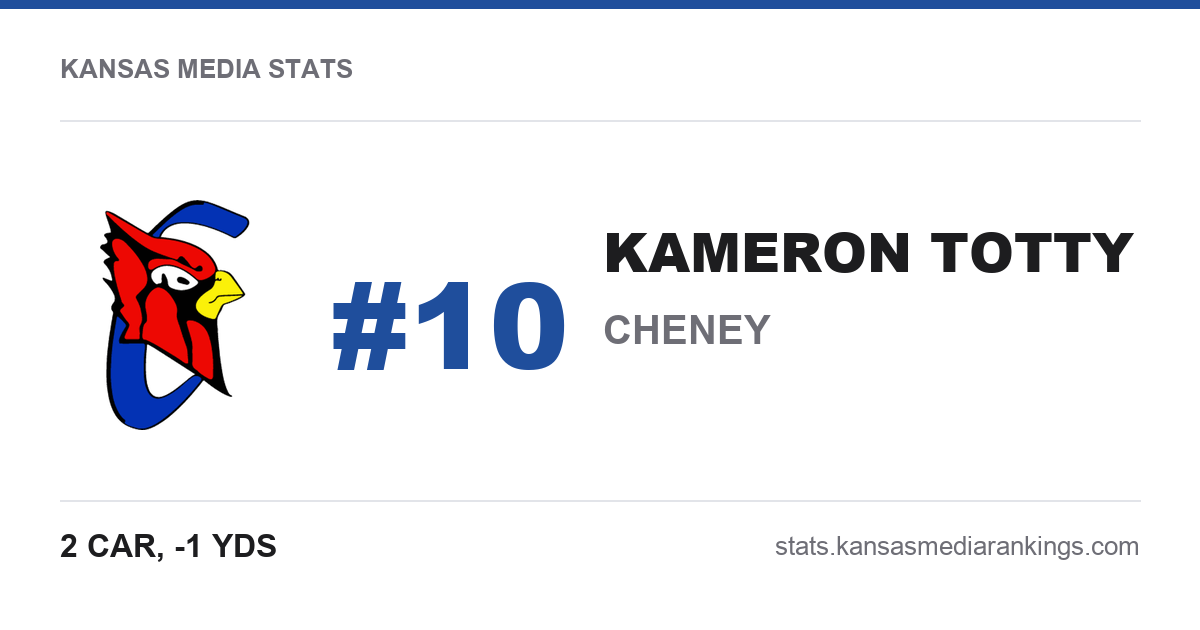 KANSAS MEDIA STATS
#10
KAMERON TOTTY
CHENEY
2 CAR, -1 YDS
stats.kansasmediarankings.com